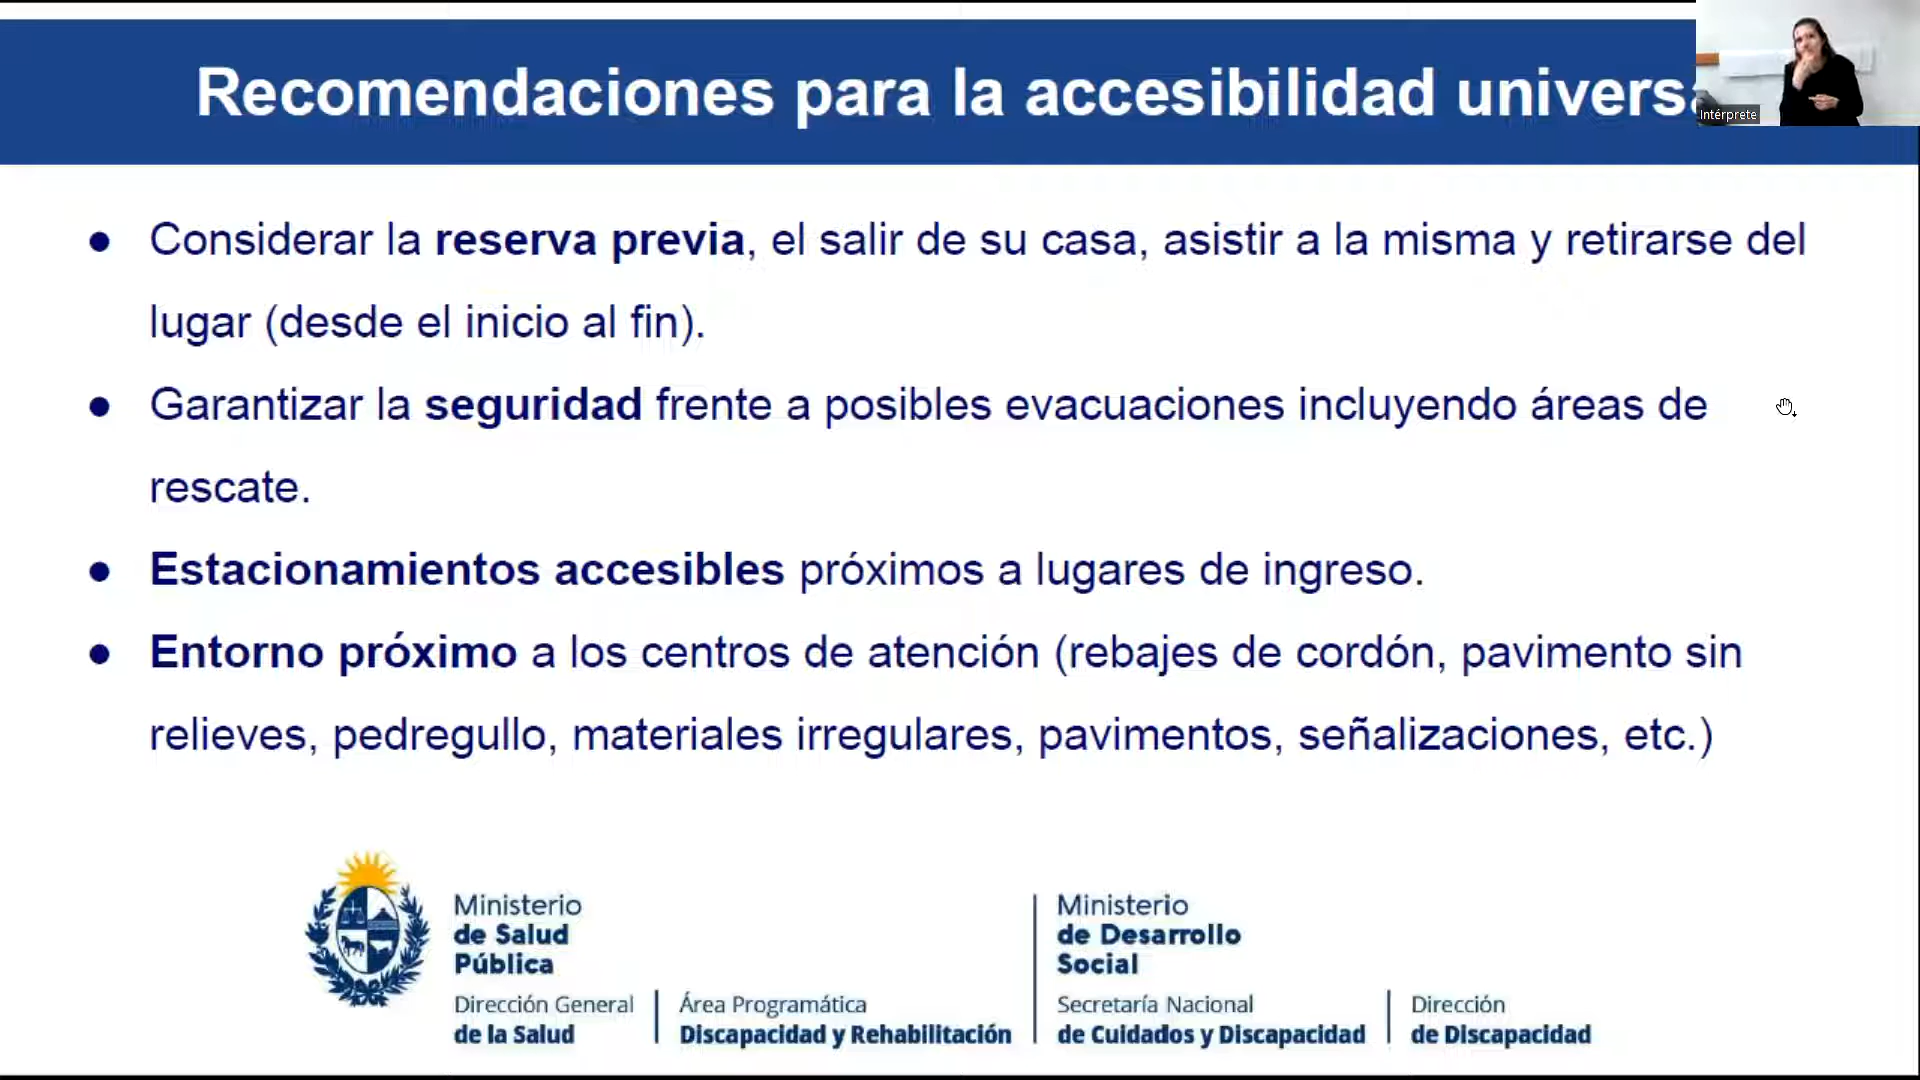 Recomendaciones para la accesibilidad univers
Intérprete
● Considerar la reserva previa, el salir de su casa, asistir a la misma y retirarse del
lugar (desde el inicio al fin).
● Garantizar la seguridad frente a posibles evacuaciones incluyendo áreas de
rescate.
● Estacionamientos accesibles próximos a lugares de ingreso.
● Entorno próximo a los centros de atención (rebajes de cordón, pavimento sin
relieves, pedregullo, materiales irregulares, pavimentos, señalizaciones, etc.)
Ministerio
de Salud
Pública
Dirección General
de la Salud
Área Programática
Discapacidad y Rehabilitación
Ministerio
de Desarrollo
Social
Secretaría Nacional
de Cuidados y Discapacidad
Dirección
de Discapacidad